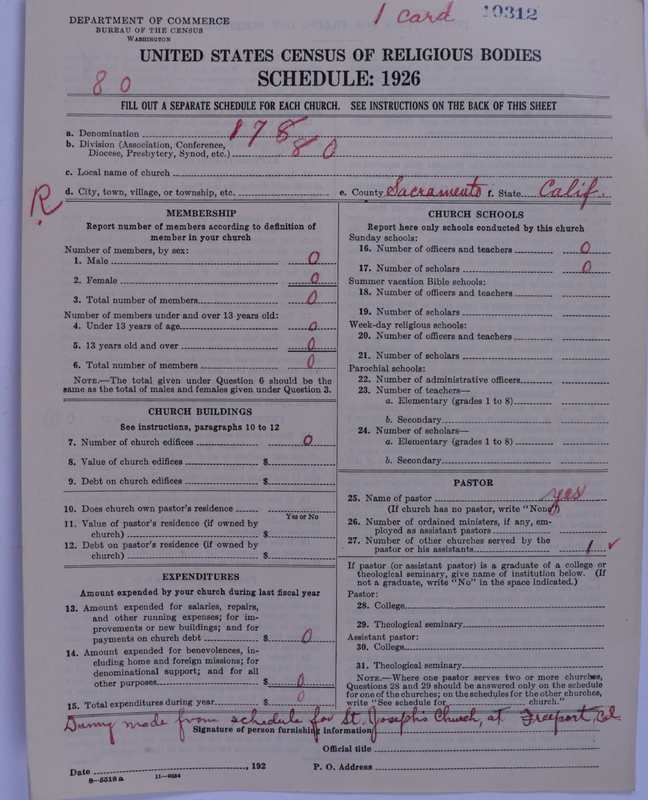 DEPARTMENT OF COMMERCE
BUREAU OF THE CENSUS
WASHINGTON
1 card 10312
UNITED STATES CENSUS OF RELIGIOUS BODIES
SCHEDULE: 1926
80
FILL OUT A SEPARATE SCHEDULE FOR EACH CHURCH. SEE INSTRUCTIONS ON THE BACK OF THIS SHEET
a. Denomination 178
b. Division (Association, Conference,
Diocese, Presbytery, Synod, etc.) 80
c. Local name of church
d. City, town, village, or township, etc. e. County Sacramento f. State Calif.
R
MEMBERSHIP
Report number of members according to definition of
member in your church
Number of members, by sex:
1. Male 0
2. Female 0
3. Total number of members 0
Number of members under and over 13 years old:
4. Under 13 years of age 0
5. 13 years old and over 0
6. Total number of members 0
NOTE.—The total given under Question 6 should be the
same as the total of males and females given under Question 3.
CHURCH BUILDINGS
See instructions, paragraphs 10 to 12
7. Number of church edifices 0
8. Value of church edifices $
9. Debt on church edifices $
10. Does church own pastor's residence
Yes or No
11. Value of pastor's residence (if owned by
church) $
12. Debt on pastor's residence (if owned by
church) $
EXPENDITURES
Amount expended by your church during last fiscal year
13. Amount expended for salaries, repairs,
and other running expenses; for im-
provements or new buildings; and for
payments on church debt $ 0
14. Amount expended for benevolences, in-
cluding home and foreign missions; for
denominational support; and for all
other purposes $ 0
15. Total expenditures during year $ 0
CHURCH SCHOOLS
Report here only schools conducted by this church
Sunday schools:
16. Number of officers and teachers 0
17. Number of scholars 0
Summer vacation Bible schools:
18. Number of officers and teachers
19. Number of scholars
Week-day religious schools:
20. Number of officers and teachers
21. Number of scholars
Parochial schools:
22. Number of administrative officers
23. Number of teachers—
a. Elementary (grades 1 to 8)
b. Secondary
24. Number of scholars—
a. Elementary (grades 1 to 8)
b. Secondary
PASTOR
25. Name of pastor yes
(If church has no pastor, write "None")
26. Number of ordained ministers, if any, em-
ployed as assistant pastors
27. Number of other churches served by the
pastor or his assistants 1 ✓
If pastor (or assistant pastor) is a graduate of a college or
theological seminary, give name of institution below. (If
not a graduate, write "No" in the space indicated.)
Pastor:
28. College
29. Theological seminary
Assistant pastor:
30. College
31. Theological seminary
NOTE.—Where one pastor serves two or more churches,
Questions 28 and 29 should be answered only on the schedule
for one of the churches; on the schedules for the other churches,
write "See schedule for church."
Dummy made from schedule for St. Joseph's Church, at Freeport, Cal.
Signature of person furnishing information
Official title
Date , 192 P. O. Address
8-5518 a 11-9034